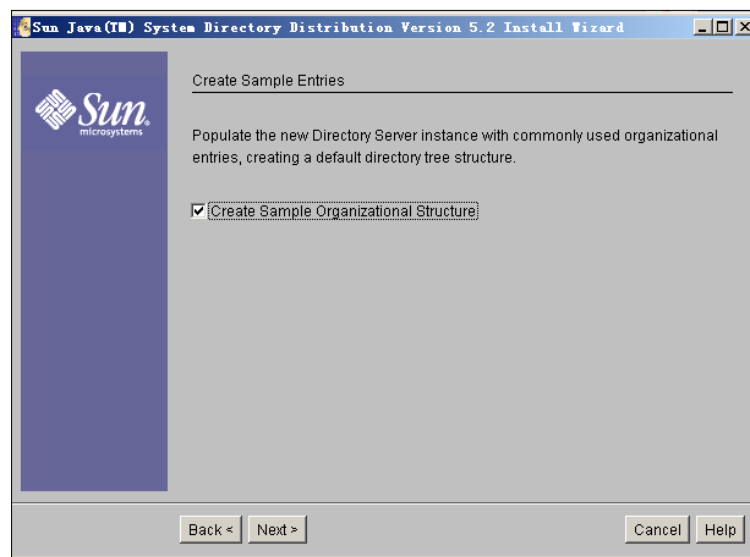 Sun Java(TM) System Directory Distribution Version 5.2 Install Wizard
Sun.
microsystems
Create Sample Entries
Populate the new Directory Server instance with commonly used organizational
entries, creating a default directory tree structure.
Create Sample Organizational Structure
Back <
Next >
Cancel
Help